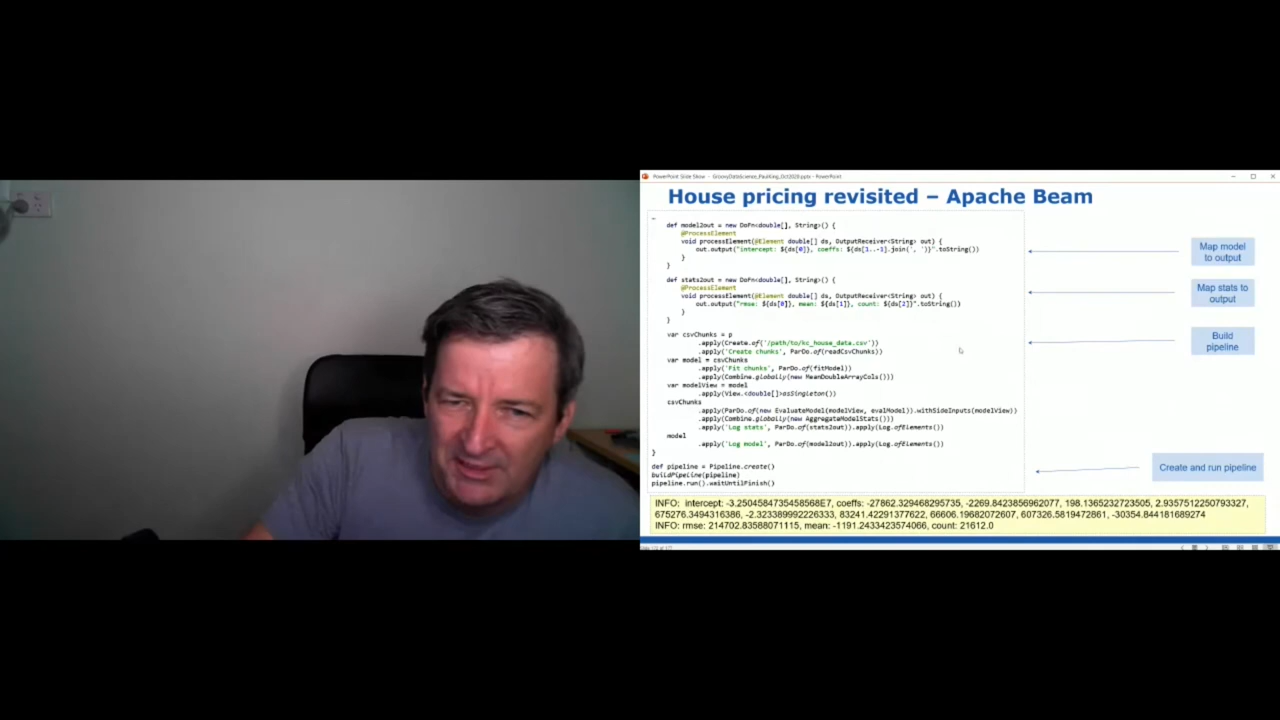 PowerPoint Slide Show - GroovyDataScience_PaulKing_Oct2020.pptx - PowerPoint
House pricing revisited – Apache Beam
def model2out = new DoFn<double[], String>() {
@ProcessElement
void processElement(@Element double[] ds, OutputReceiver<String> out) {
out.output("intercept: ${ds[0]}, coeffs: ${ds[1..-1].join(', ')}".toString())
}
}
def stats2out = new DoFn<double[], String>() {
@ProcessElement
void processElement(@Element double[] ds, OutputReceiver<String> out) {
out.output("rmse: ${ds[0]}, mean: ${ds[1]}, count: ${ds[2]}".toString())
}
}
var csvChunks = p
.apply(Create.of('/path/to/kc_house_data.csv'))
.apply('Create chunks', ParDo.of(readCsvChunks))
var model = csvChunks
.apply('Fit chunks', ParDo.of(fitModel))
.apply(Combine.globally(new MeanDoubleArrayCols()))
var modelView = model
.apply(View.<double[]>asSingleton())
csvChunks
.apply(ParDo.of(new EvaluateModel(modelView, evalModel)).withSideInputs(modelView))
.apply(Combine.globally(new AggregateModelStats()))
.apply('Log stats', ParDo.of(stats2out)).apply(Log.ofElements())
model
.apply('Log model', ParDo.of(model2out)).apply(Log.ofElements())
}
def pipeline = Pipeline.create()
buildPipeline(pipeline)
pipeline.run().waitUntilFinish()
Map model
to output
Map stats to
output
Build
pipeline
Create and run pipeline
INFO: intercept: -3.2504584735458568E7, coeffs: -27862.329468295735, -2269.8423856962077, 198.1365232723505, 2.9357512250793327,
675276.3494316386, -2.323389992226333, 83241.42291377622, 66606.19682072607, 607326.5819472861, -30354.844181689274
INFO: rmse: 214702.83588071115, mean: -1191.2433423574066, count: 21612.0